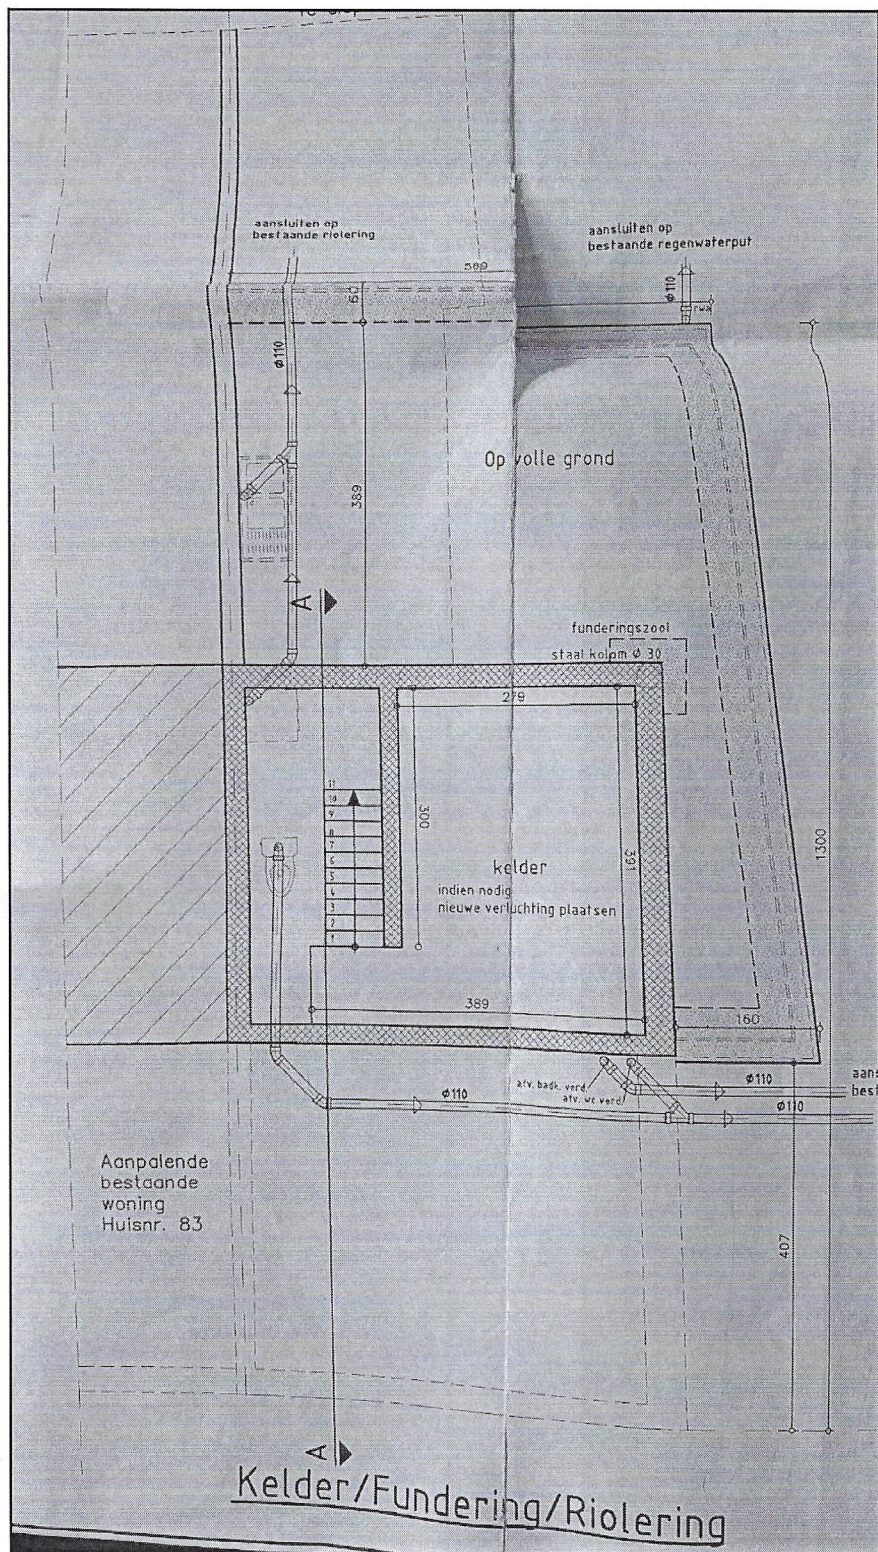 aansluiten op
bestaande riolering
aansluiten op
bestaande regenwaterput
589
60
ø110
rwa
ø110
389
Op volle grond
A
funderingszool
staal kolom ø 30
279
11
10
9
8
7
6
5
4
3
2
1
300
391
1300
kelder
indien nodig
nieuwe verluchting plaatsen
389
160
afv. badk. verd.
afv. wc verd
ø110
aans
best
ø110
ø110
Aanpalende
bestaande
woning
Huisnr. 83
407
A
Kelder/Fundering/Riolering